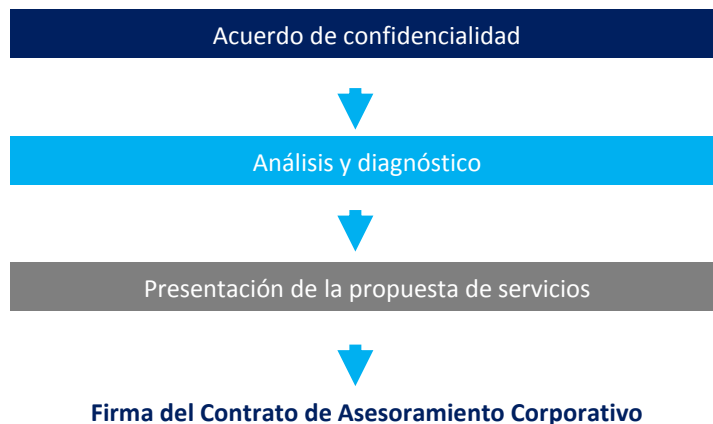 Acuerdo de confidencialidad
Análisis y diagnóstico
Presentación de la propuesta de servicios
Firma del Contrato de Asesoramiento Corporativo